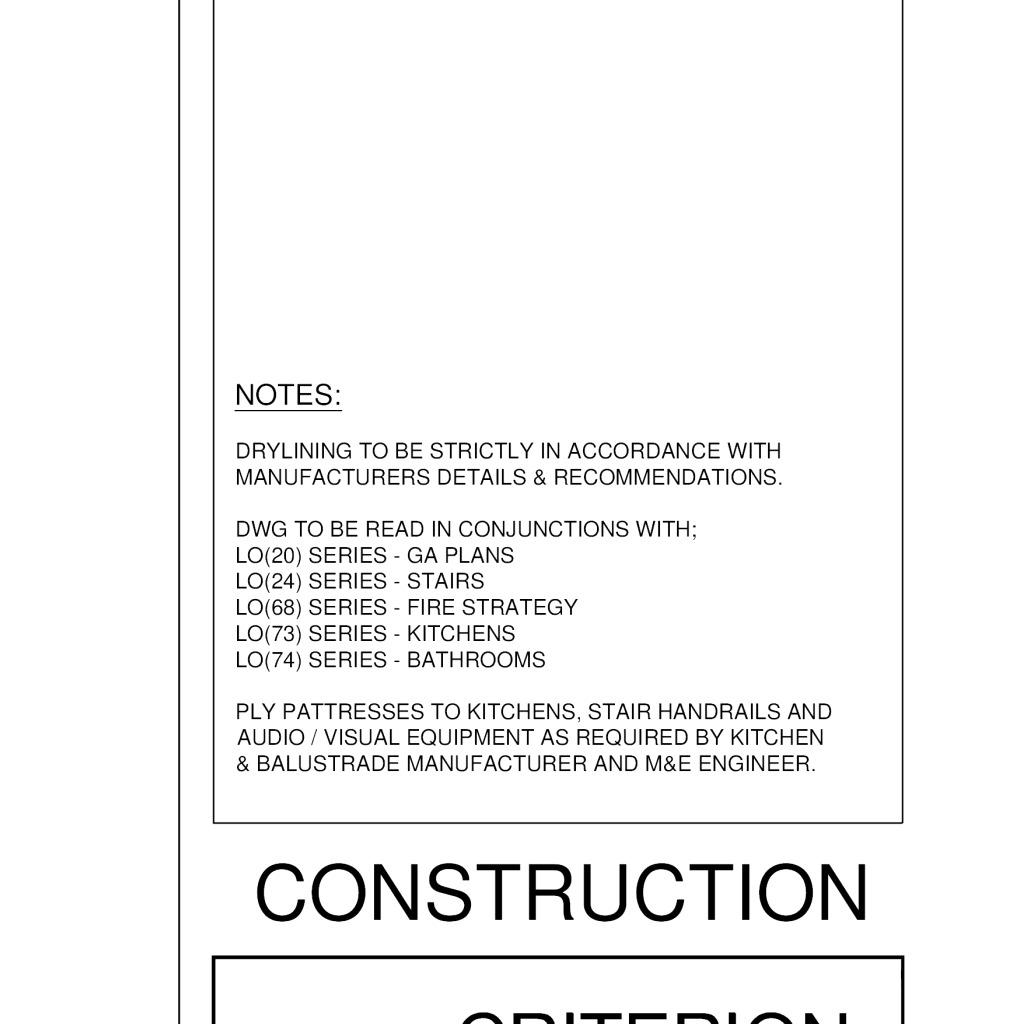 NOTES:
DRYLINING TO BE STRICTLY IN ACCORDANCE WITH
MANUFACTURERS DETAILS & RECOMMENDATIONS.
DWG TO BE READ IN CONJUNCTIONS WITH;
LO(20) SERIES - GA PLANS
LO(24) SERIES - STAIRS
LO(68) SERIES - FIRE STRATEGY
LO(73) SERIES - KITCHENS
LO(74) SERIES - BATHROOMS
PLY PATTRESSES TO KITCHENS, STAIR HANDRAILS AND
AUDIO / VISUAL EQUIPMENT AS REQUIRED BY KITCHEN
& BALUSTRADE MANUFACTURER AND M&E ENGINEER.
CONSTRUCTION
CRITERION